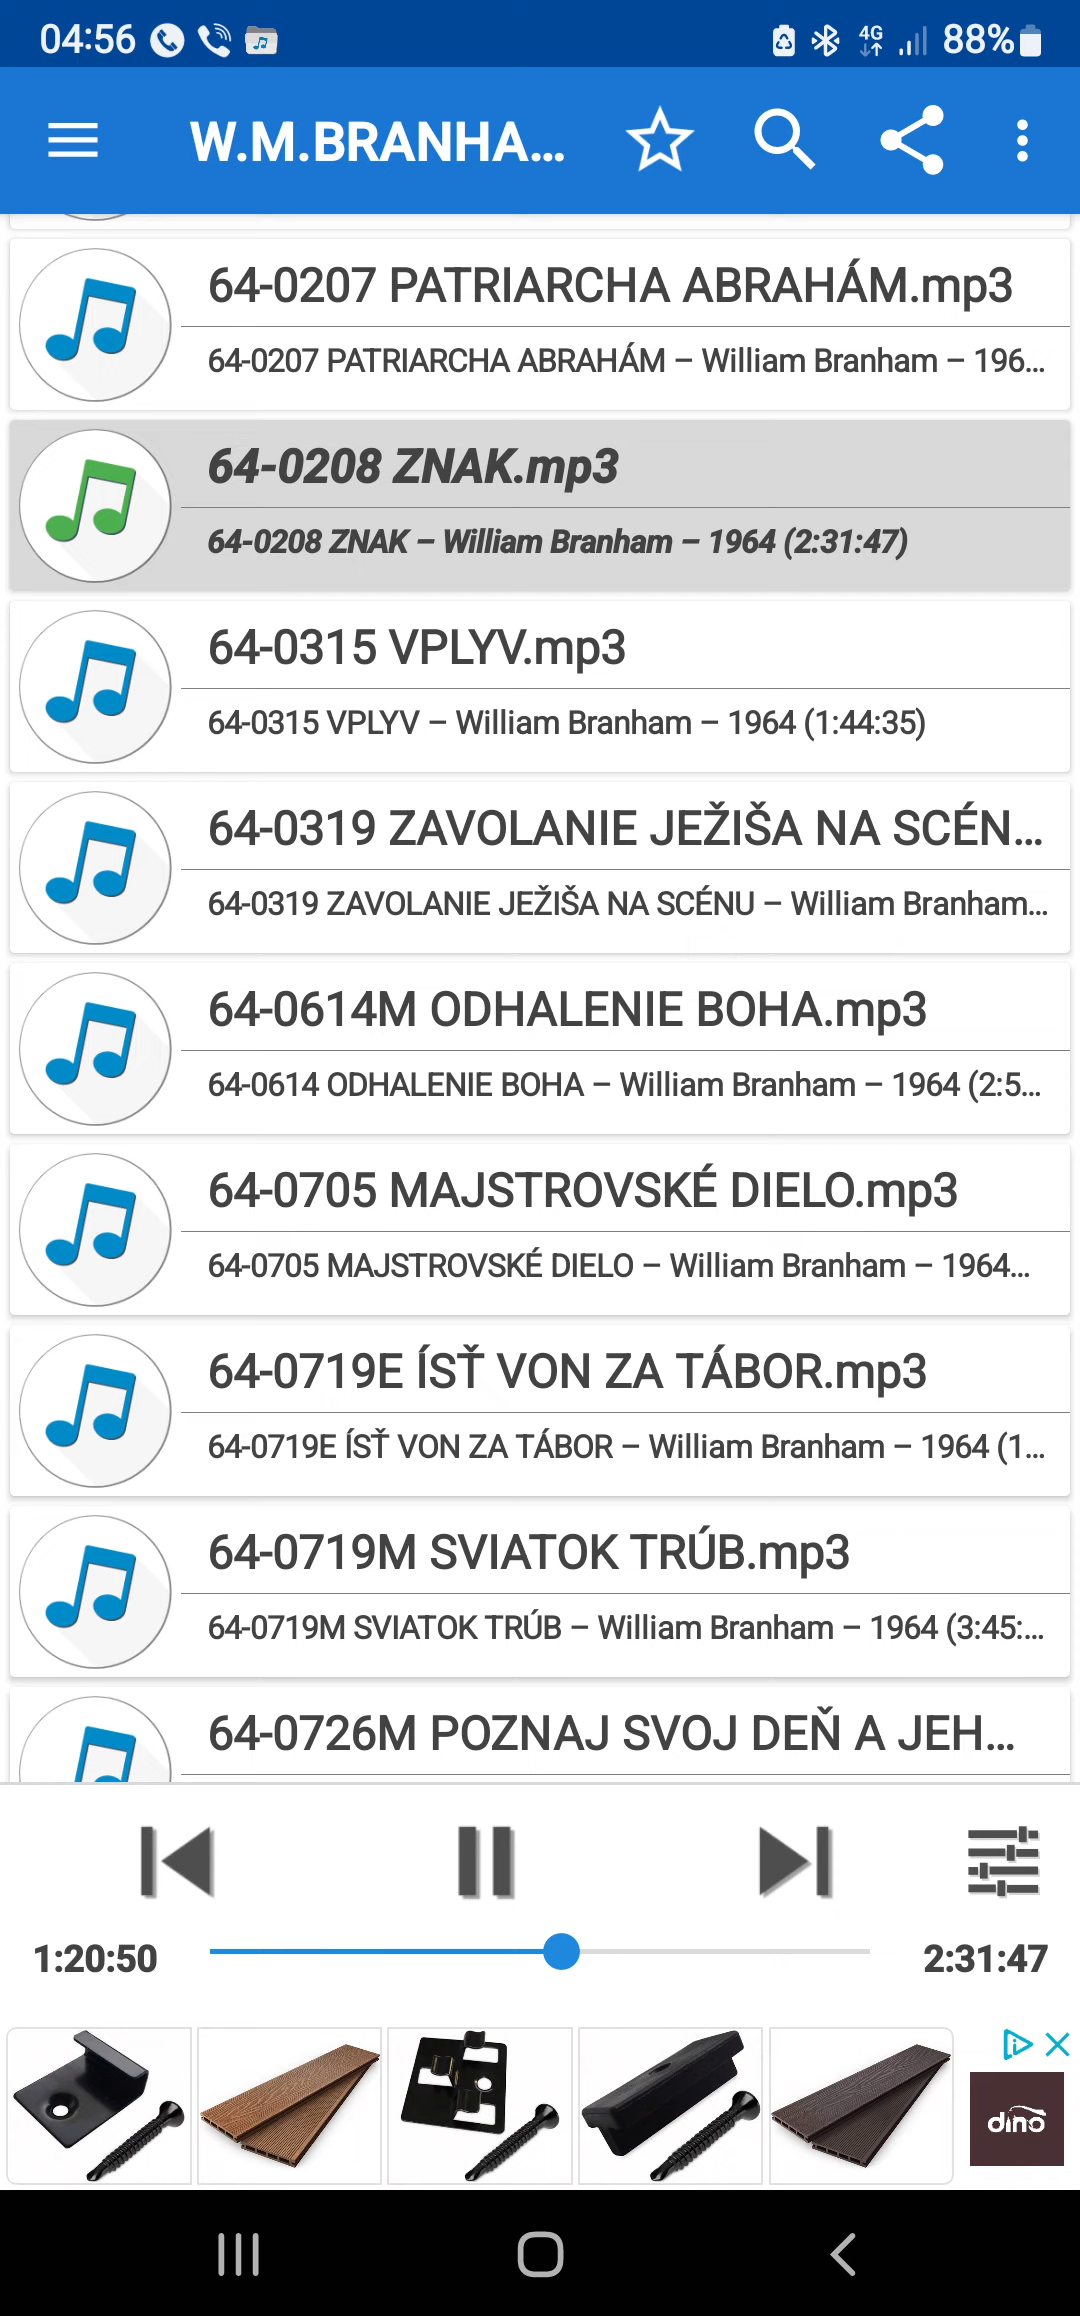 04:56
4G
88%
W.M.BRANHA...
64-0207 PATRIARCHA ABRAHÁM.mp3
64-0207 PATRIARCHA ABRAHÁM – William Branham – 196...
64-0208 ZNAK.mp3
64-0208 ZNAK – William Branham – 1964 (2:31:47)
64-0315 VPLYV.mp3
64-0315 VPLYV – William Branham – 1964 (1:44:35)
64-0319 ZAVOLANIE JEŽIŠA NA SCÉN...
64-0319 ZAVOLANIE JEŽIŠA NA SCÉNU – William Branham...
64-0614M ODHALENIE BOHA.mp3
64-0614 ODHALENIE BOHA – William Branham – 1964 (2:5...
64-0705 MAJSTROVSKÉ DIELO.mp3
64-0705 MAJSTROVSKÉ DIELO – William Branham – 1964...
64-0719E ÍSŤ VON ZA TÁBOR.mp3
64-0719E ÍSŤ VON ZA TÁBOR – William Branham – 1964 (1...
64-0719M SVIATOK TRÚB.mp3
64-0719M SVIATOK TRÚB – William Branham – 1964 (3:45:...
64-0726M POZNAJ SVOJ DEŇ A JEH...
1:20:50
2:31:47
dino